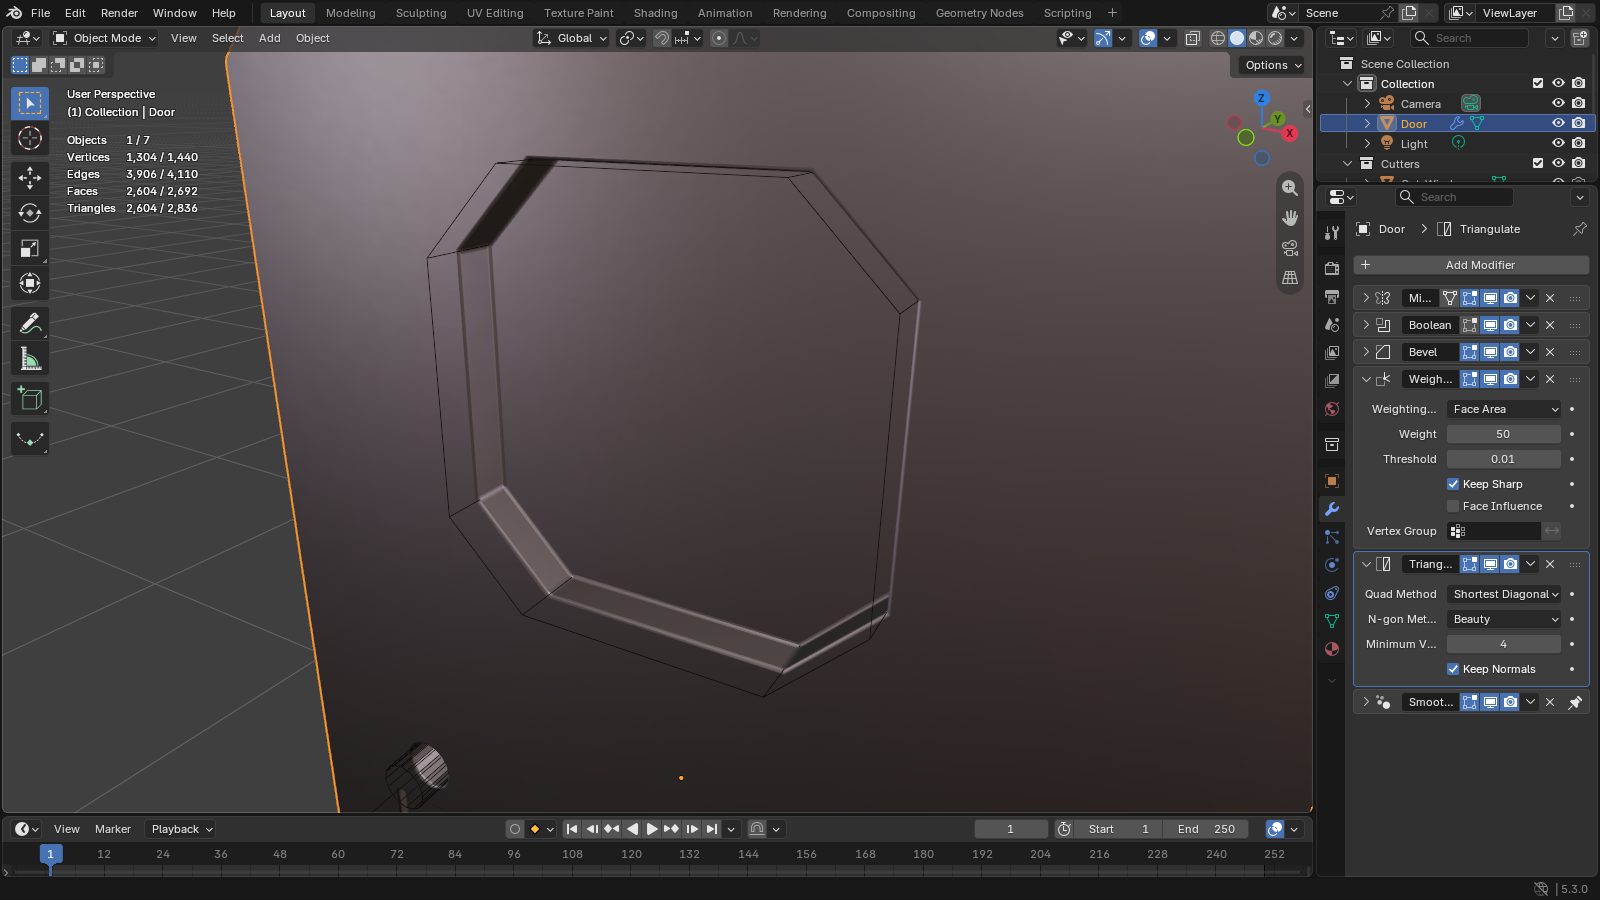 File Edit Render Window Help Layout Modeling Sculpting UV Editing Texture Paint Shading Animation Rendering Compositing Geometry Nodes Scripting Scene ViewLayer
Object Mode View Select Add Object Global Search
Options
User Perspective
(1) Collection | Door
Objects 1 / 7
Vertices 1,304 / 1,440
Edges 3,906 / 4,110
Faces 2,604 / 2,692
Triangles 2,604 / 2,836
Z
Y
X
Scene Collection
Collection
Camera
Door
Light
Cutters
Search
Door > Triangulate
Add Modifier
Mi...
Boolean
Bevel
Weigh...
Weighting... Face Area
Weight 50
Threshold 0.01
Keep Sharp
Face Influence
Vertex Group
Triang...
Quad Method Shortest Diagonal
N-gon Met... Beauty
Minimum V... 4
Keep Normals
Smoot...
View Marker Playback 1 Start 1 End 250
1 12 24 36 48 60 72 84 96 108 120 132 144 156 168 180 192 204 216 228 240 252
5.3.0